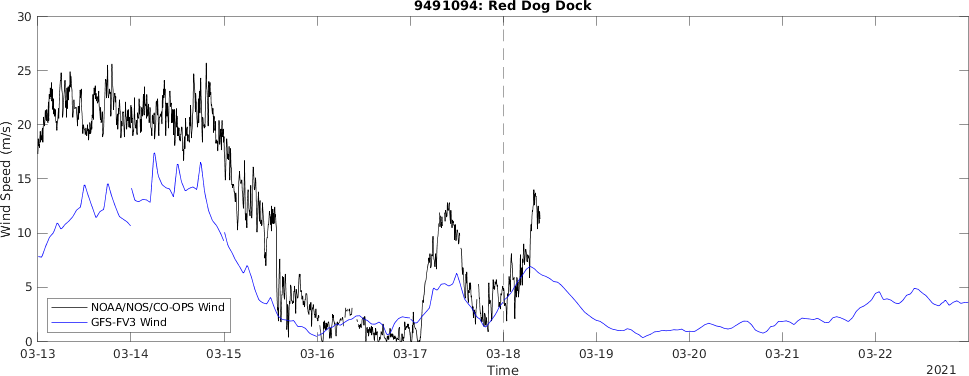 9491094: Red Dog Dock
30
25
20
15
10
5
0
Wind Speed (m/s)
NOAA/NOS/CO-OPS Wind
GFS-FV3 Wind
03-13 03-14 03-15 03-16 03-17 03-18 03-19 03-20 03-21 03-22
Time
2021